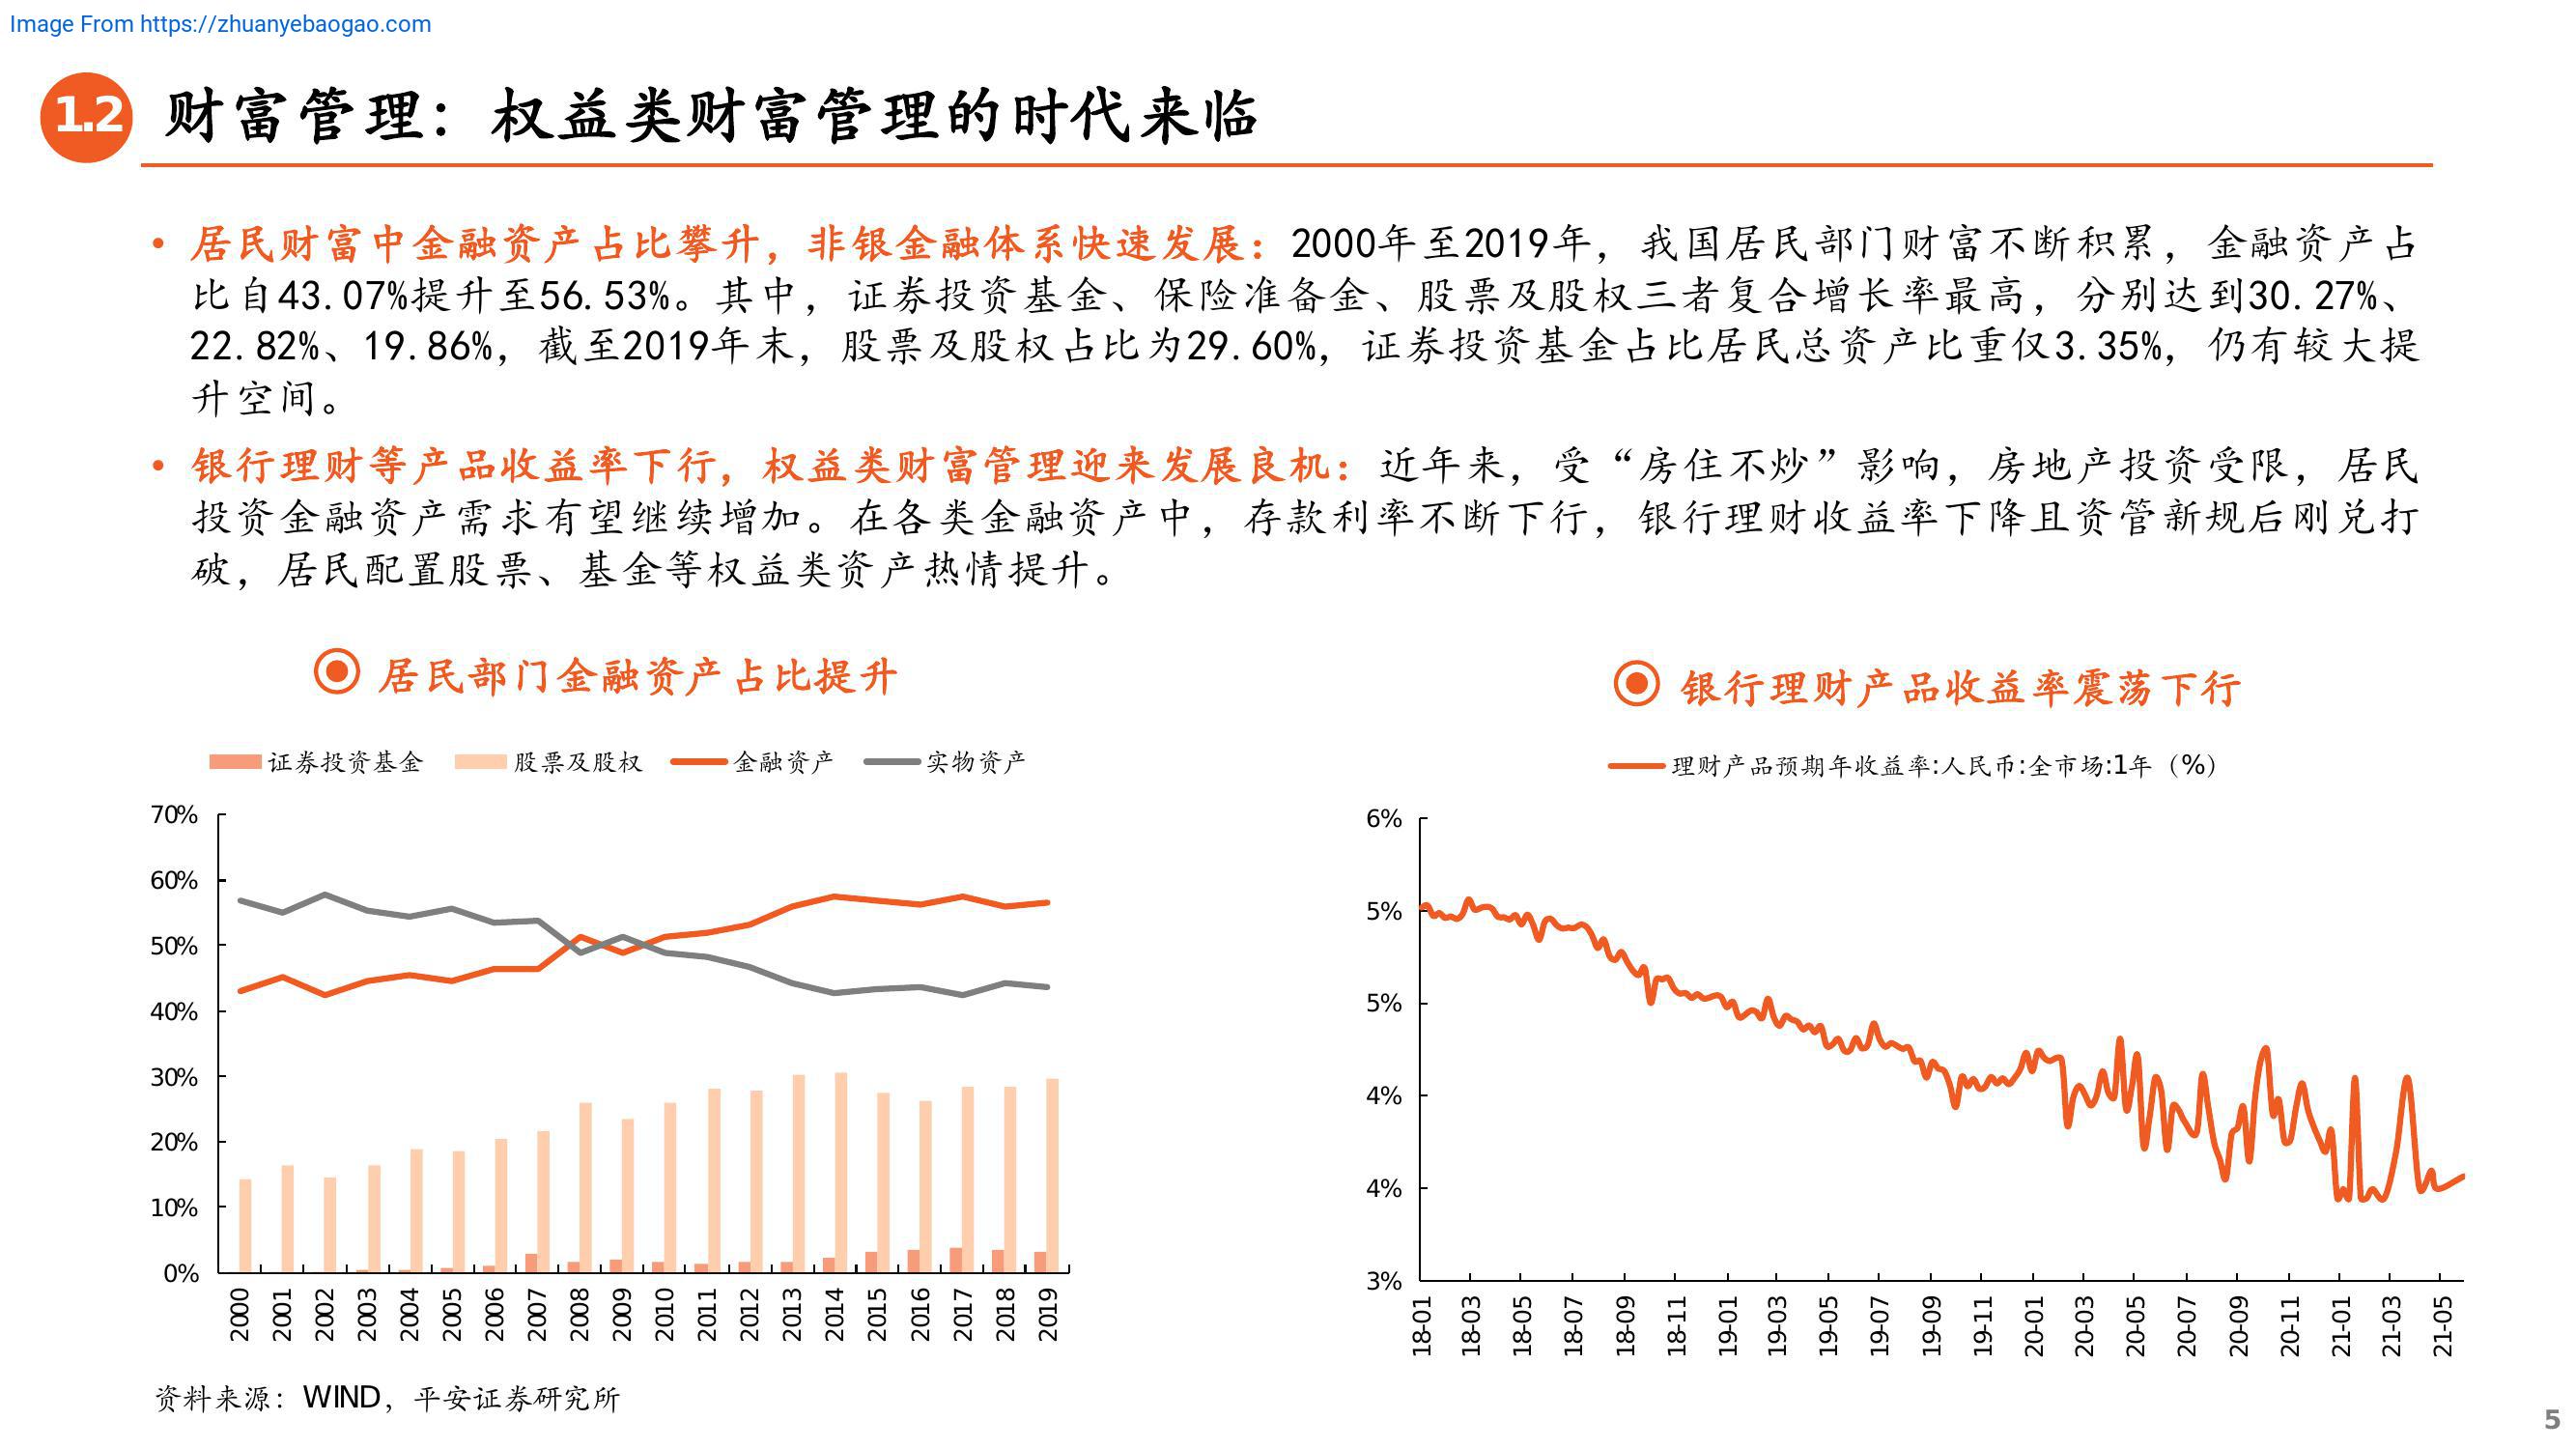 Image From https://zhuanyebaogao.com
1.2 财富管理：权益类财富管理的时代来临
• 居民财富中金融资产占比攀升，非银金融体系快速发展：2000年至2019年，我国居民部门财富不断积累，金融资产占
比自43.07%提升至56.53%。其中，证券投资基金、保险准备金、股票及股权三者复合增长率最高，分别达到30.27%、
22.82%、19.86%，截至2019年末，股票及股权占比为29.60%，证券投资基金占比居民总资产比重仅3.35%，仍有较大提
升空间。
• 银行理财等产品收益率下行，权益类财富管理迎来发展良机：近年来，受“房住不炒”影响，房地产投资受限，居民
投资金融资产需求有望继续增加。在各类金融资产中，存款利率不断下行，银行理财收益率下降且资管新规后刚兑打
破，居民配置股票、基金等权益类资产热情提升。
居民部门金融资产占比提升
证券投资基金 股票及股权 金融资产 实物资产
70%
60%
50%
40%
30%
20%
10%
0%
2000 2001 2002 2003 2004 2005 2006 2007 2008 2009 2010 2011 2012 2013 2014 2015 2016 2017 2018 2019
银行理财产品收益率震荡下行
理财产品预期年收益率:人民币:全市场:1年（%）
6%
5%
5%
4%
4%
3%
18-01 18-03 18-05 18-07 18-09 18-11 19-01 19-03 19-05 19-07 19-09 19-11 20-01 20-03 20-05 20-07 20-09 20-11 21-01 21-03 21-05
资料来源：WIND，平安证券研究所
5